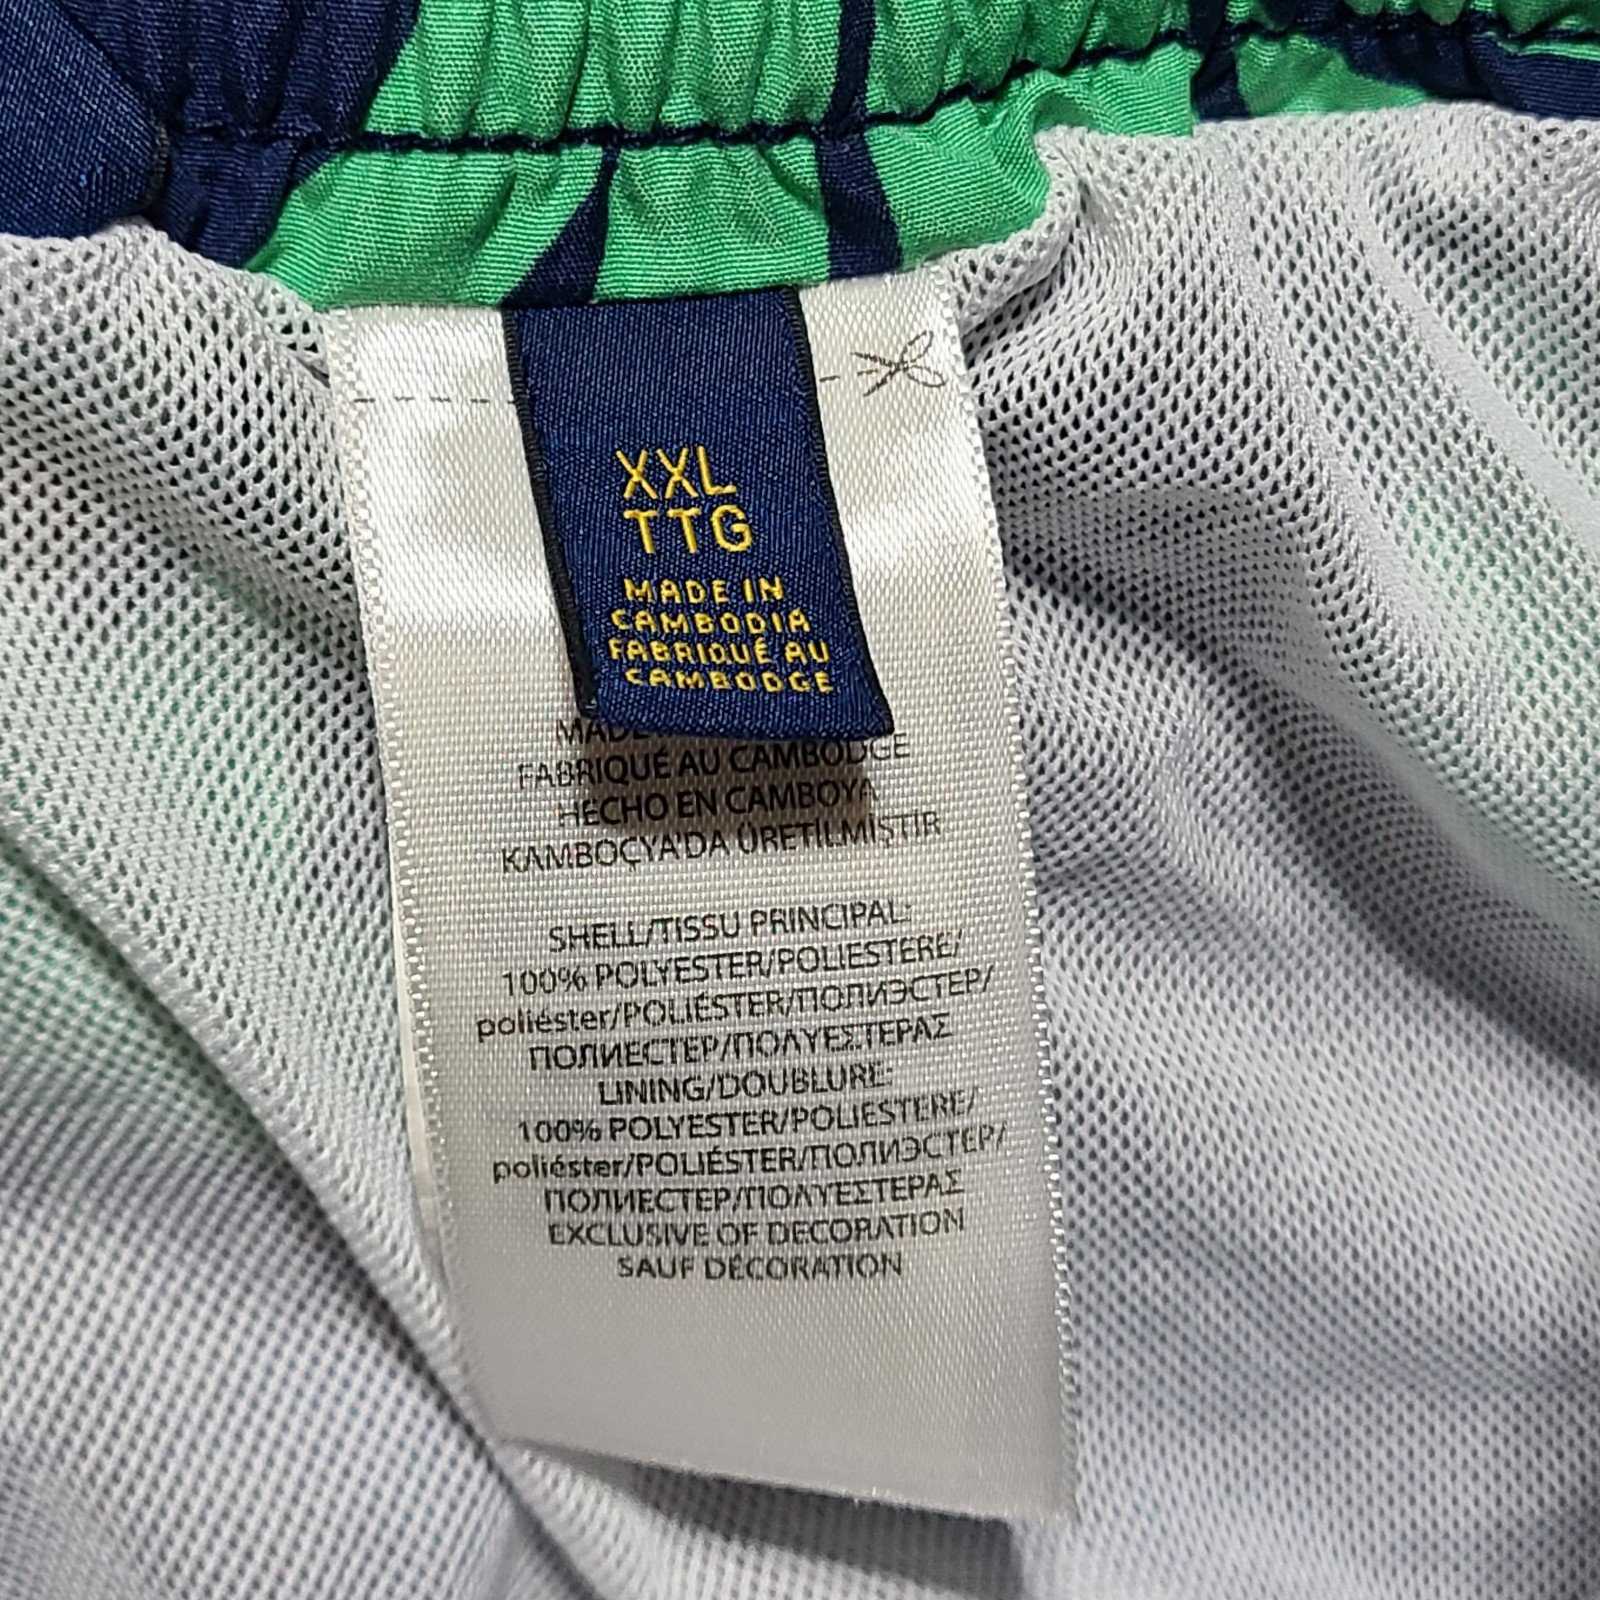 XXL
TTG
MADE IN
CAMBODIA
FABRIQUÉ AU
CAMBODGE
MADE
FABRIQUÉ AU CAMBODGE
HECHO EN CAMBOYA
KAMBOÇYA'DA ÜRETİLMİŞTİR
SHELL/TISSU PRINCIPAL:
100% POLYESTER/POLIESTERE/
poliéster/POLIÉSTER/ПОЛИЭСТЕР/
ПОЛИЕСТЕР/ΠΟΛΥΕΣΤΕΡΑΣ
LINING/DOUBLURE:
100% POLYESTER/POLIESTERE/
poliéster/POLIÉSTER/ПОЛИЭСТЕР/
ПОЛИЕСТЕР/ΠΟΛΥΕΣΤΕΡΑΣ
EXCLUSIVE OF DECORATION
SAUF DÉCORATION